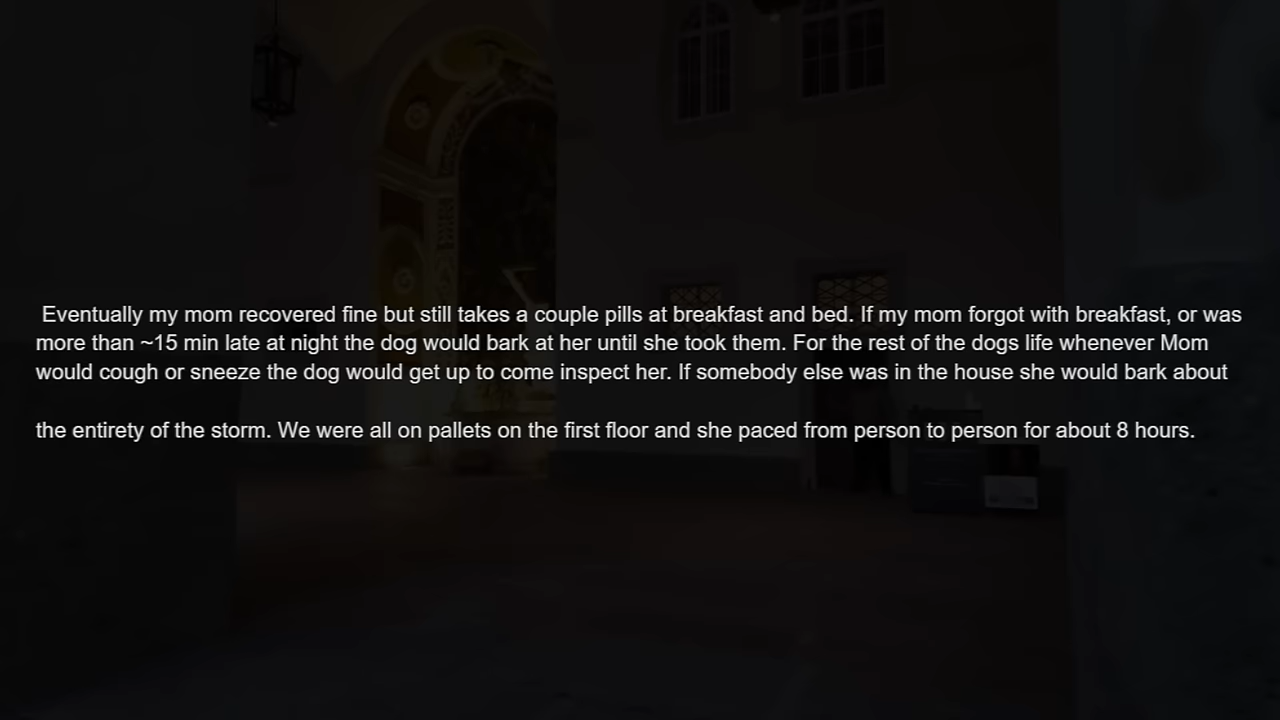 Eventually my mom recovered fine but still takes a couple pills at breakfast and bed. If my mom forgot with breakfast, or was
more than ~15 min late at night the dog would bark at her until she took them. For the rest of the dogs life whenever Mom
would cough or sneeze the dog would get up to come inspect her. If somebody else was in the house she would bark about
the entirety of the storm. We were all on pallets on the first floor and she paced from person to person for about 8 hours.